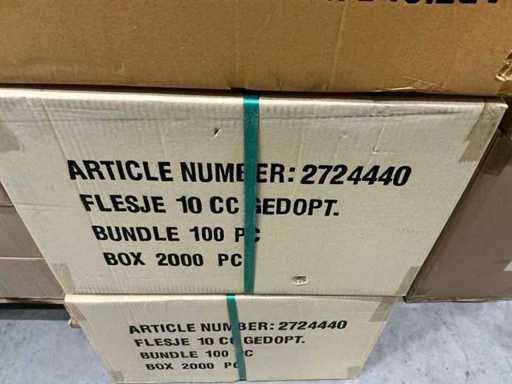 ARTICLE NUMBER: 2724440
FLESJE 10 CC GEDOPT.
BUNDLE 100 PC
BOX 2000 PC
ARTICLE NUMBER: 2724440
FLESJE 10 CC GEDOPT.
BUNDLE 100 PC
BOX 2000 PC